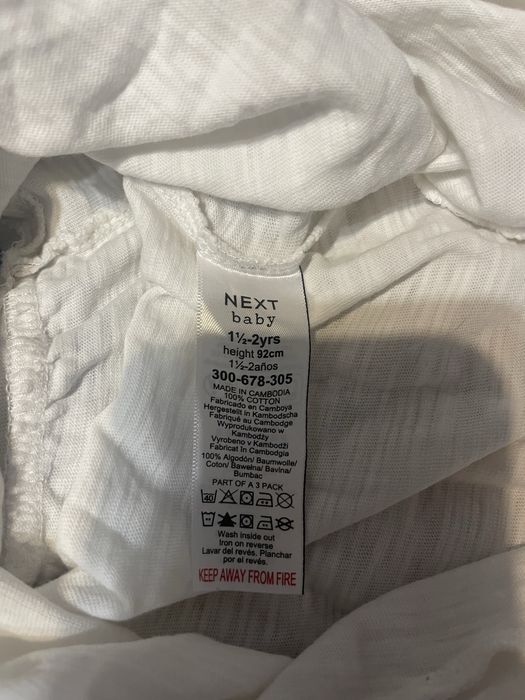 NEXT
baby
1½-2yrs
height 92cm
1½-2años
300-678-305
MADE IN CAMBODIA
100% COTTON
Fabricado en Camboya
Hergestellt in Kambodscha
Fabriqué au Cambodge
Wyprodukowano w
Kambodży
Vyrobeno v Kambodži
Fabricat în Cambodgia
100% Algodón/ Baumwolle/
Coton/ Bawełna/ Bavlna/
Bumbac
PART OF A 3 PACK
40
Wash inside out
Iron on reverse
Lavar del revés. Planchar
por el revés.
KEEP AWAY FROM FIRE